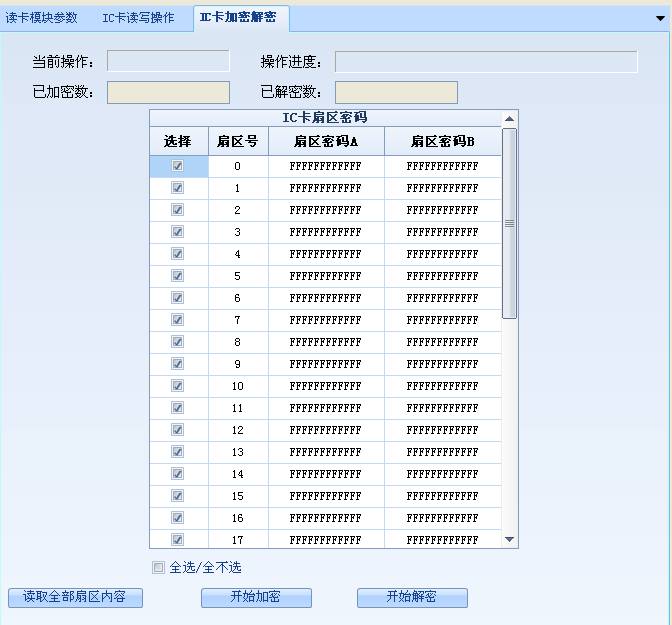 读卡模块参数 IC卡读写操作 IC卡加密解密
当前操作： 操作进度：
已加密数： 已解密数：
IC卡扇区密码
选择 扇区号 扇区密码A 扇区密码B
0 FFFFFFFFFFFF FFFFFFFFFFFF
1 FFFFFFFFFFFF FFFFFFFFFFFF
2 FFFFFFFFFFFF FFFFFFFFFFFF
3 FFFFFFFFFFFF FFFFFFFFFFFF
4 FFFFFFFFFFFF FFFFFFFFFFFF
5 FFFFFFFFFFFF FFFFFFFFFFFF
6 FFFFFFFFFFFF FFFFFFFFFFFF
7 FFFFFFFFFFFF FFFFFFFFFFFF
8 FFFFFFFFFFFF FFFFFFFFFFFF
9 FFFFFFFFFFFF FFFFFFFFFFFF
10 FFFFFFFFFFFF FFFFFFFFFFFF
11 FFFFFFFFFFFF FFFFFFFFFFFF
12 FFFFFFFFFFFF FFFFFFFFFFFF
13 FFFFFFFFFFFF FFFFFFFFFFFF
14 FFFFFFFFFFFF FFFFFFFFFFFF
15 FFFFFFFFFFFF FFFFFFFFFFFF
16 FFFFFFFFFFFF FFFFFFFFFFFF
17 FFFFFFFFFFFF FFFFFFFFFFFF
全选/全不选
读取全部扇区内容 开始加密 开始解密